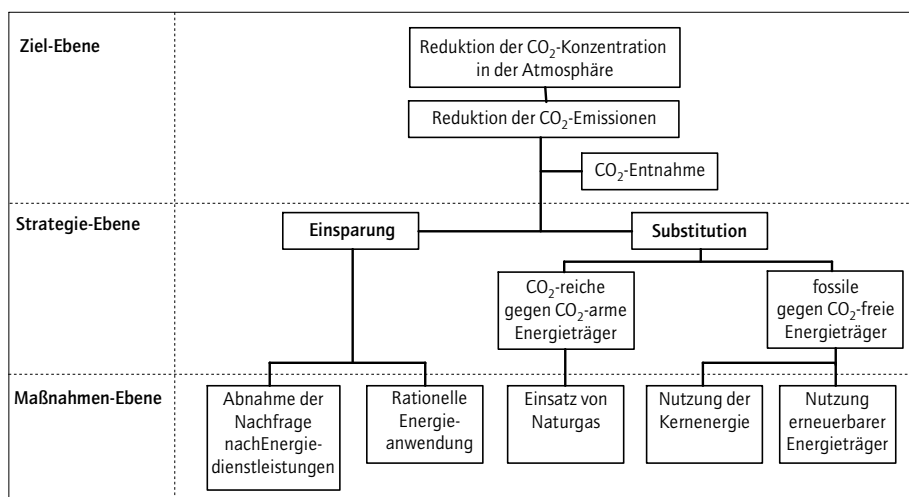 Ziel-Ebene
Reduktion der CO₂-Konzentration
in der Atmosphäre
Reduktion der CO₂-Emissionen
CO₂-Entnahme
Strategie-Ebene
Einsparung
Substitution
CO₂-reiche
gegen CO₂-arme
Energieträger
fossile
gegen CO₂-freie
Energieträger
Maßnahmen-Ebene
Abnahme der
Nachfrage
nachEnergie-
dienstleistungen
Rationelle
Energie-
anwendung
Einsatz von
Naturgas
Nutzung der
Kernenergie
Nutzung
erneuerbarer
Energieträger